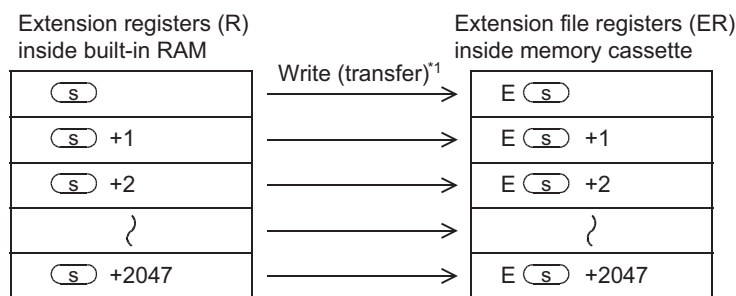 Extension registers (R)
inside built-in RAM
Extension file registers (ER)
inside memory cassette
Write (transfer)*1
s
E s
s +1
E s +1
s +2
E s +2
s +2047
E s +2047